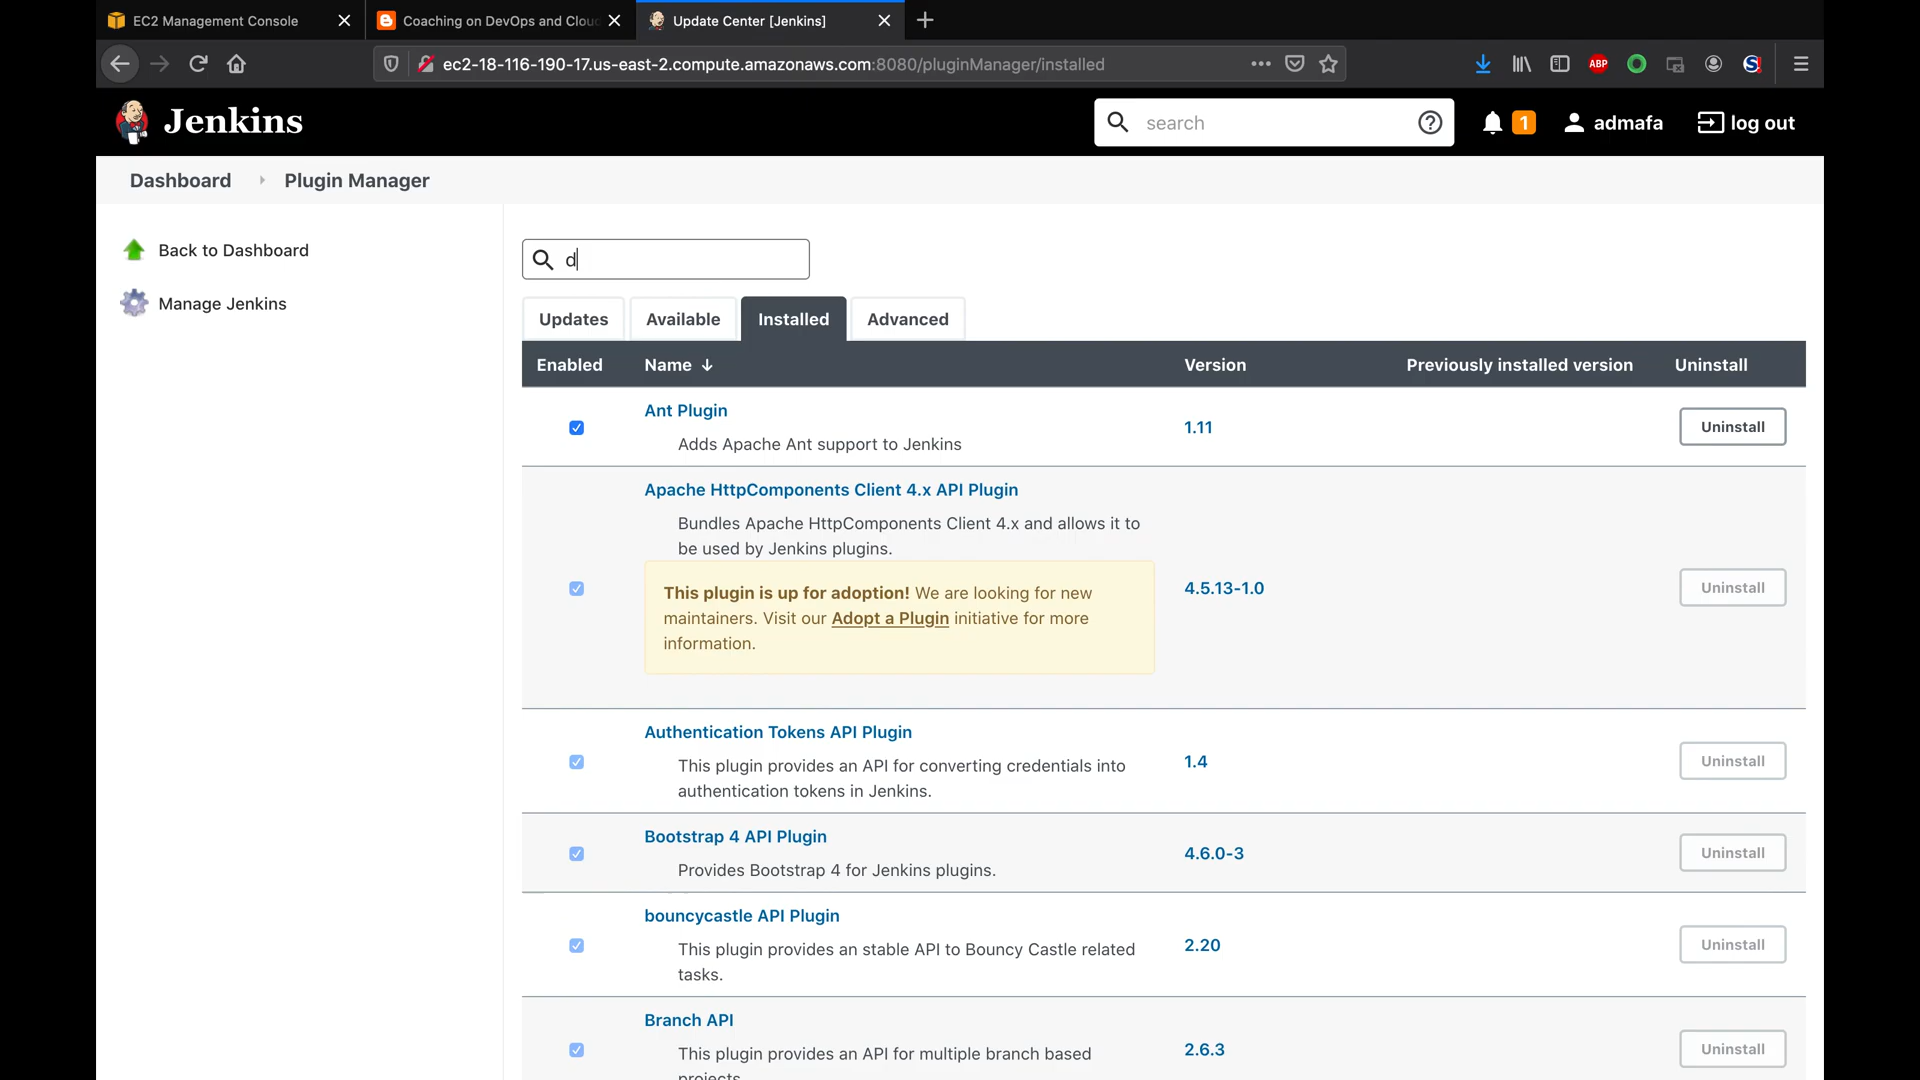 EC2 Management Console
Coaching on DevOps and Clou
Update Center [Jenkins]
ec2-18-116-190-17.us-east-2.compute.amazonaws.com:8080/pluginManager/installed
ABP
S
Jenkins
search
1
admafa
log out
Dashboard
Plugin Manager
Back to Dashboard
Manage Jenkins
d
Updates
Available
Installed
Advanced
Enabled
Name ↓
Version
Previously installed version
Uninstall
Ant Plugin
Adds Apache Ant support to Jenkins
1.11
Uninstall
Apache HttpComponents Client 4.x API Plugin
Bundles Apache HttpComponents Client 4.x and allows it to
be used by Jenkins plugins.
This plugin is up for adoption! We are looking for new
maintainers. Visit our Adopt a Plugin initiative for more
information.
4.5.13-1.0
Uninstall
Authentication Tokens API Plugin
This plugin provides an API for converting credentials into
authentication tokens in Jenkins.
1.4
Uninstall
Bootstrap 4 API Plugin
Provides Bootstrap 4 for Jenkins plugins.
4.6.0-3
Uninstall
bouncycastle API Plugin
This plugin provides an stable API to Bouncy Castle related
tasks.
2.20
Uninstall
Branch API
This plugin provides an API for multiple branch based
projects.
2.6.3
Uninstall